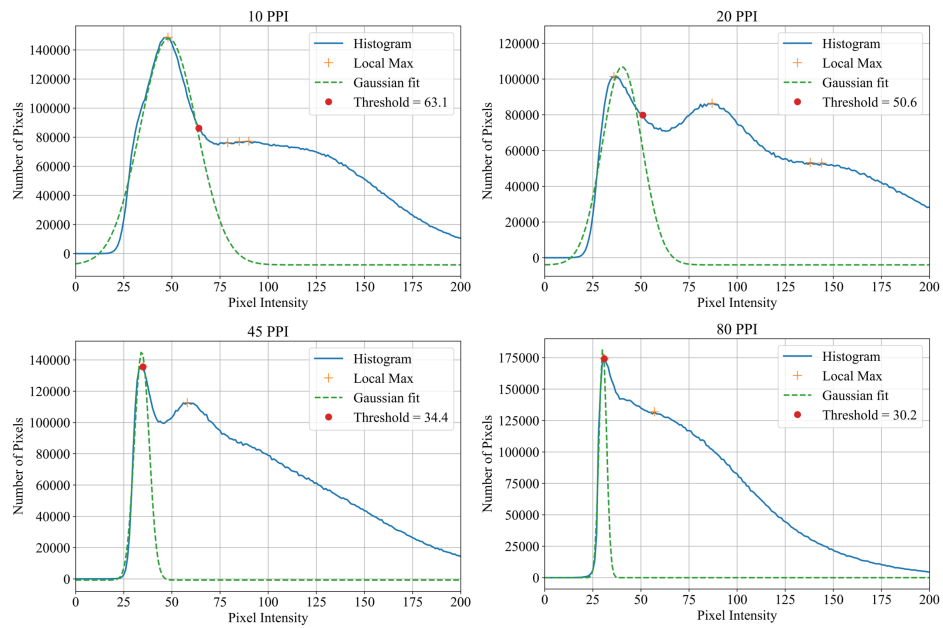 10 PPI
Number of Pixels
140000
120000
100000
80000
60000
40000
20000
0
Histogram
Local Max
Gaussian fit
Threshold = 63.1
0 25 50 75 100 125 150 175 200
Pixel Intensity
20 PPI
Number of Pixels
120000
100000
80000
60000
40000
20000
0
Histogram
Local Max
Gaussian fit
Threshold = 50.6
0 25 50 75 100 125 150 175 200
Pixel Intensity
45 PPI
Number of Pixels
140000
120000
100000
80000
60000
40000
20000
0
Histogram
Local Max
Gaussian fit
Threshold = 34.4
0 25 50 75 100 125 150 175 200
Pixel Intensity
80 PPI
Number of Pixels
175000
150000
125000
100000
75000
50000
25000
0
Histogram
Local Max
Gaussian fit
Threshold = 30.2
0 25 50 75 100 125 150 175 200
Pixel Intensity